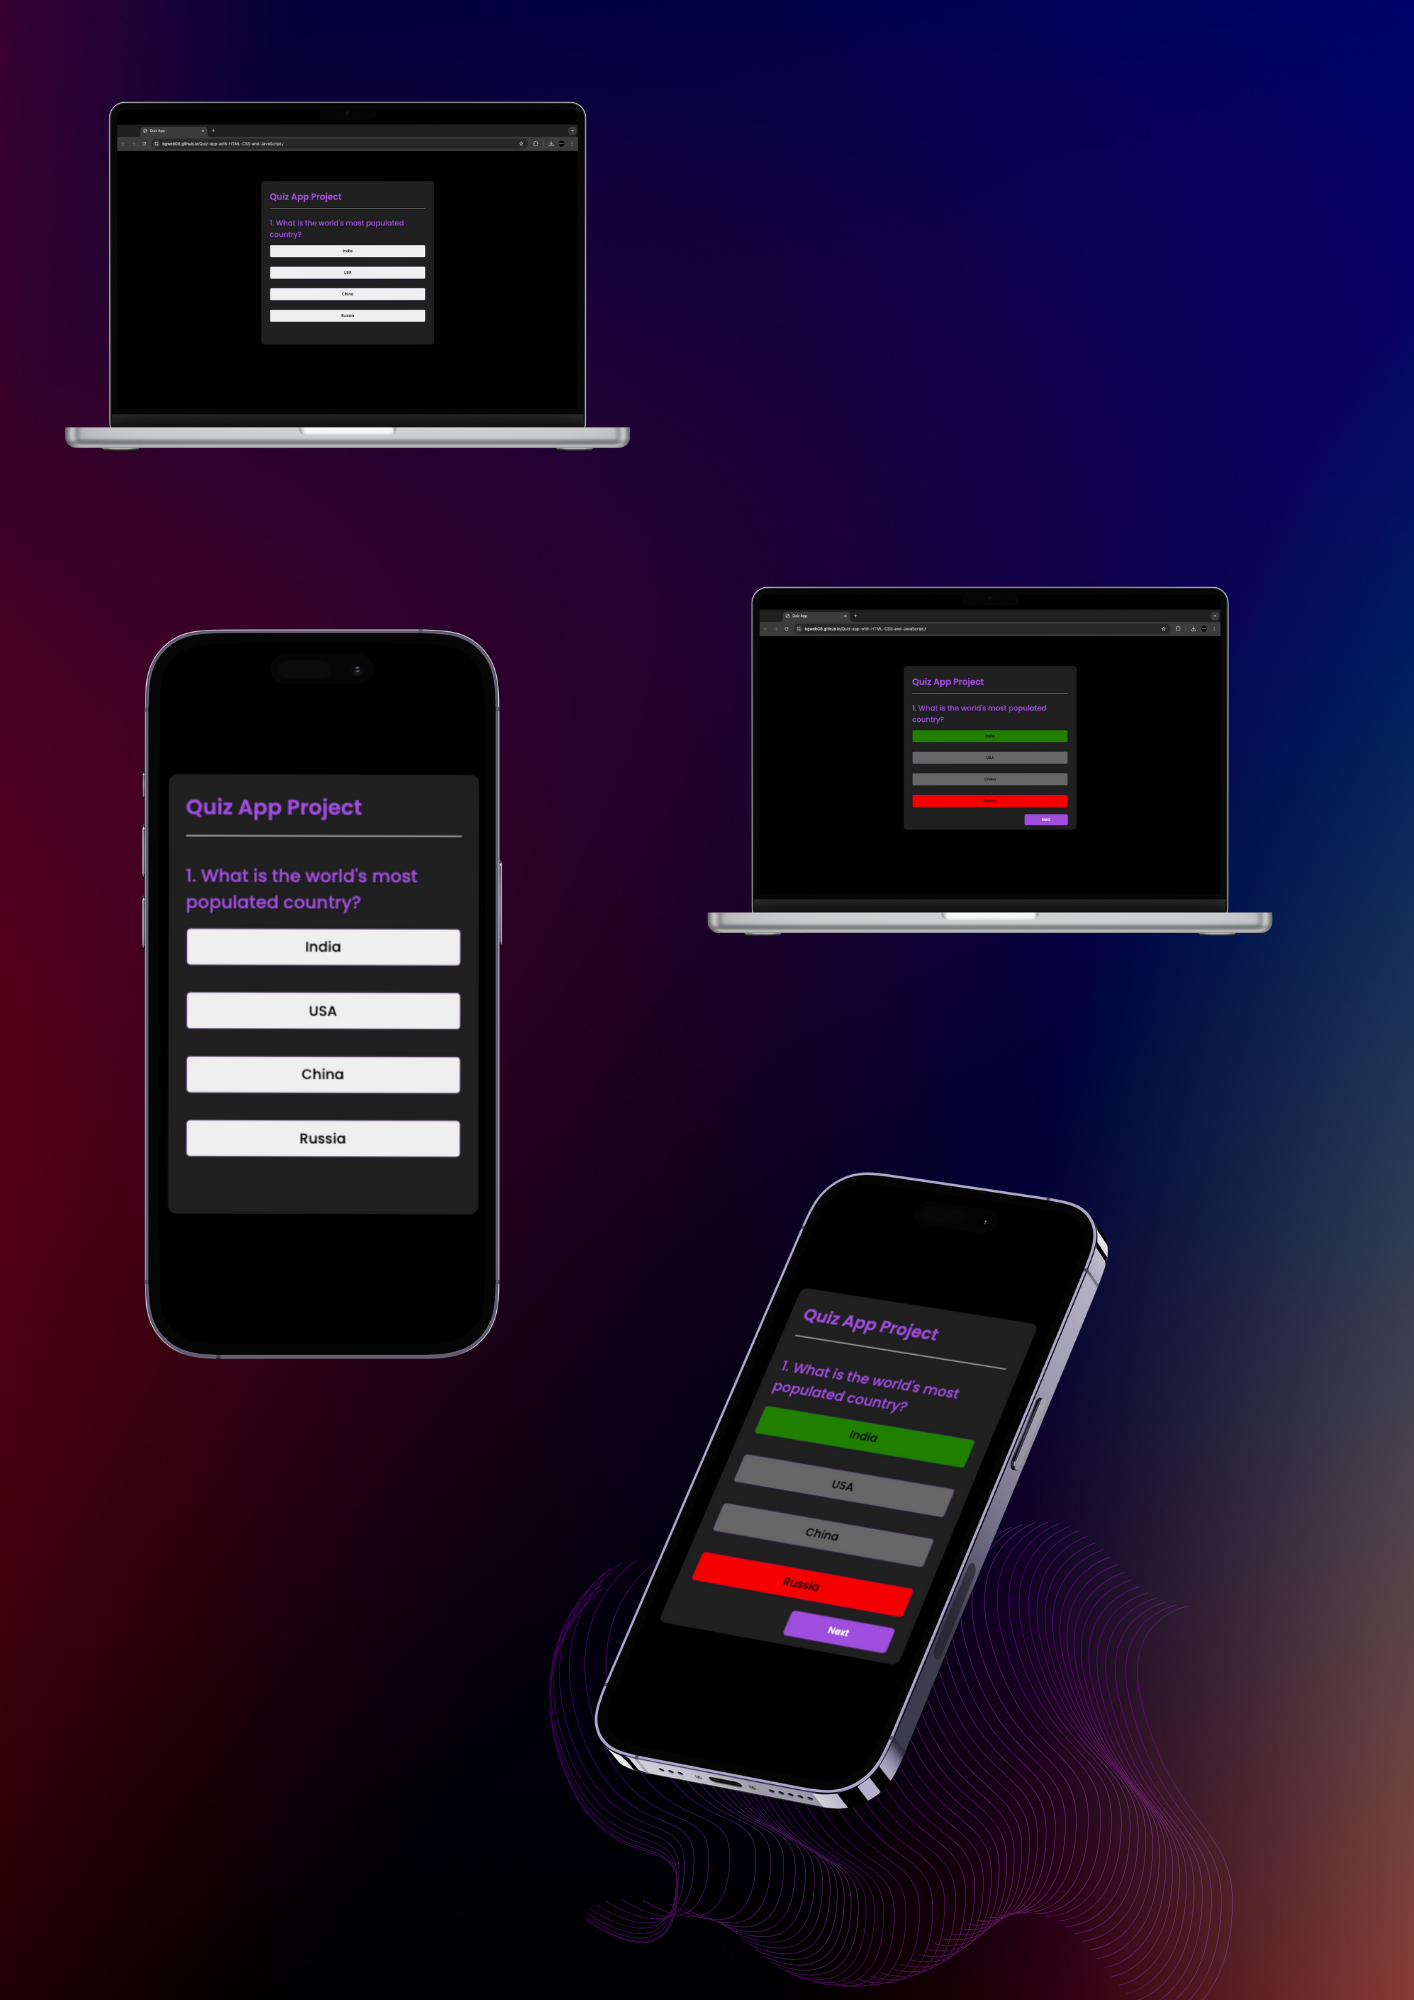 Quiz App
bgweb08.github.io/Quiz-app-with-HTML-CSS-and-JavaScript./
Quiz App Project
1. What is the world's most populated
country?
India
USA
China
Russia
Quiz App Project
1. What is the world's most
populated country?
India
USA
China
Russia
Quiz App
bgweb08.github.io/Quiz-app-with-HTML-CSS-and-JavaScript./
Quiz App Project
1. What is the world's most populated
country?
India
USA
China
Russia
Next
Quiz App Project
1. What is the world's most
populated country?
India
USA
China
Russia
Next